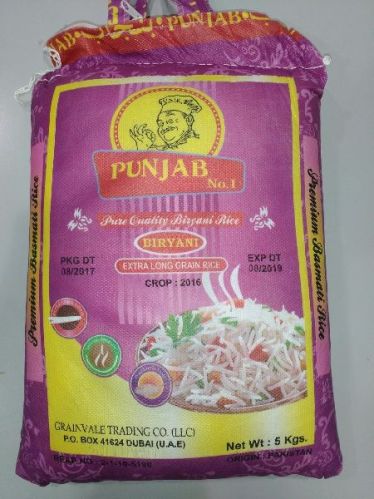 PUNJAB
PUNJAB
No.1
Pure Quality Biryani Rice
BIRYANI
EXTRA LONG GRAIN RICE
CROP : 2016
PKG DT
08/2017
EXP DT
08/2019
Premium Basmati Rice
Premium Basmati Rice
GRAINVALE TRADING CO. (LLC)
P.O. BOX 41624 DUBAI (U.A.E)
Net Wt : 5 Kgs.
ORIGIN : PAKISTAN